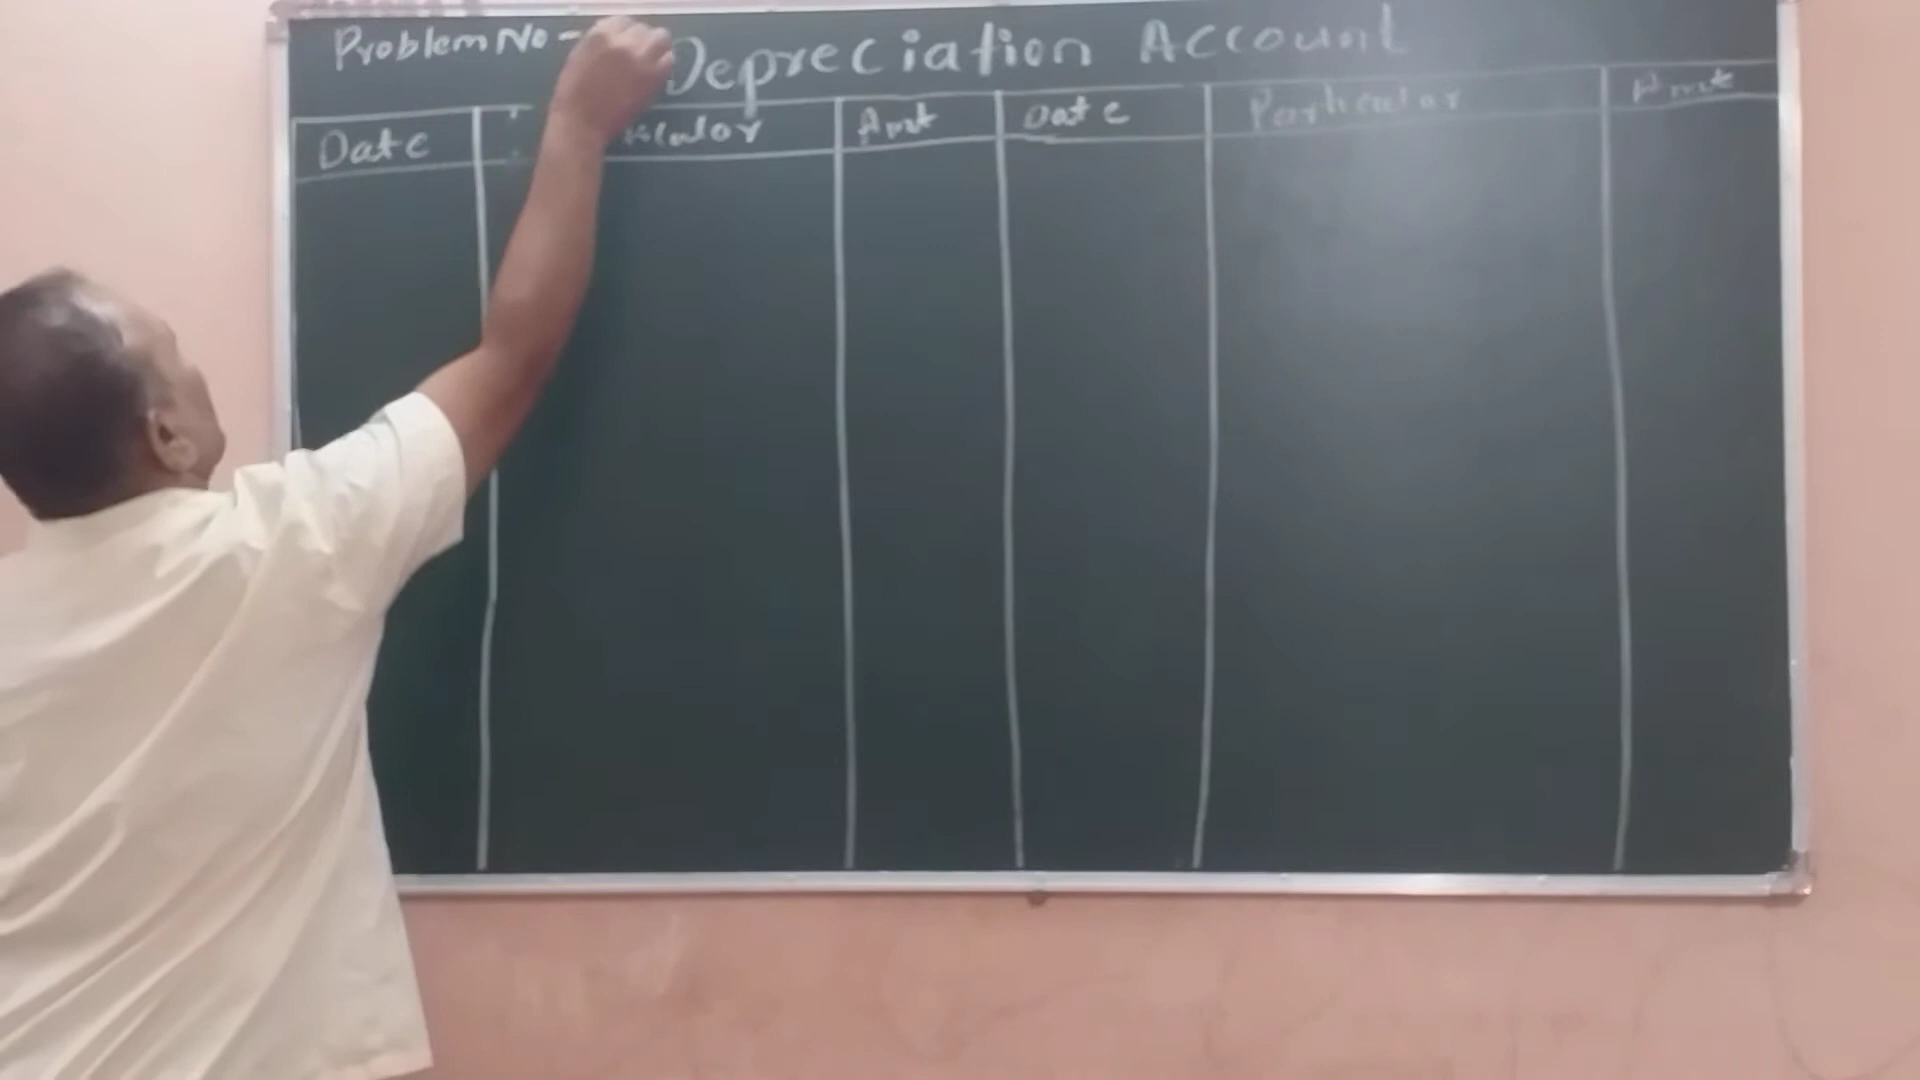 Problem No - Depreciation Account
Date Amt Date Particular Amt